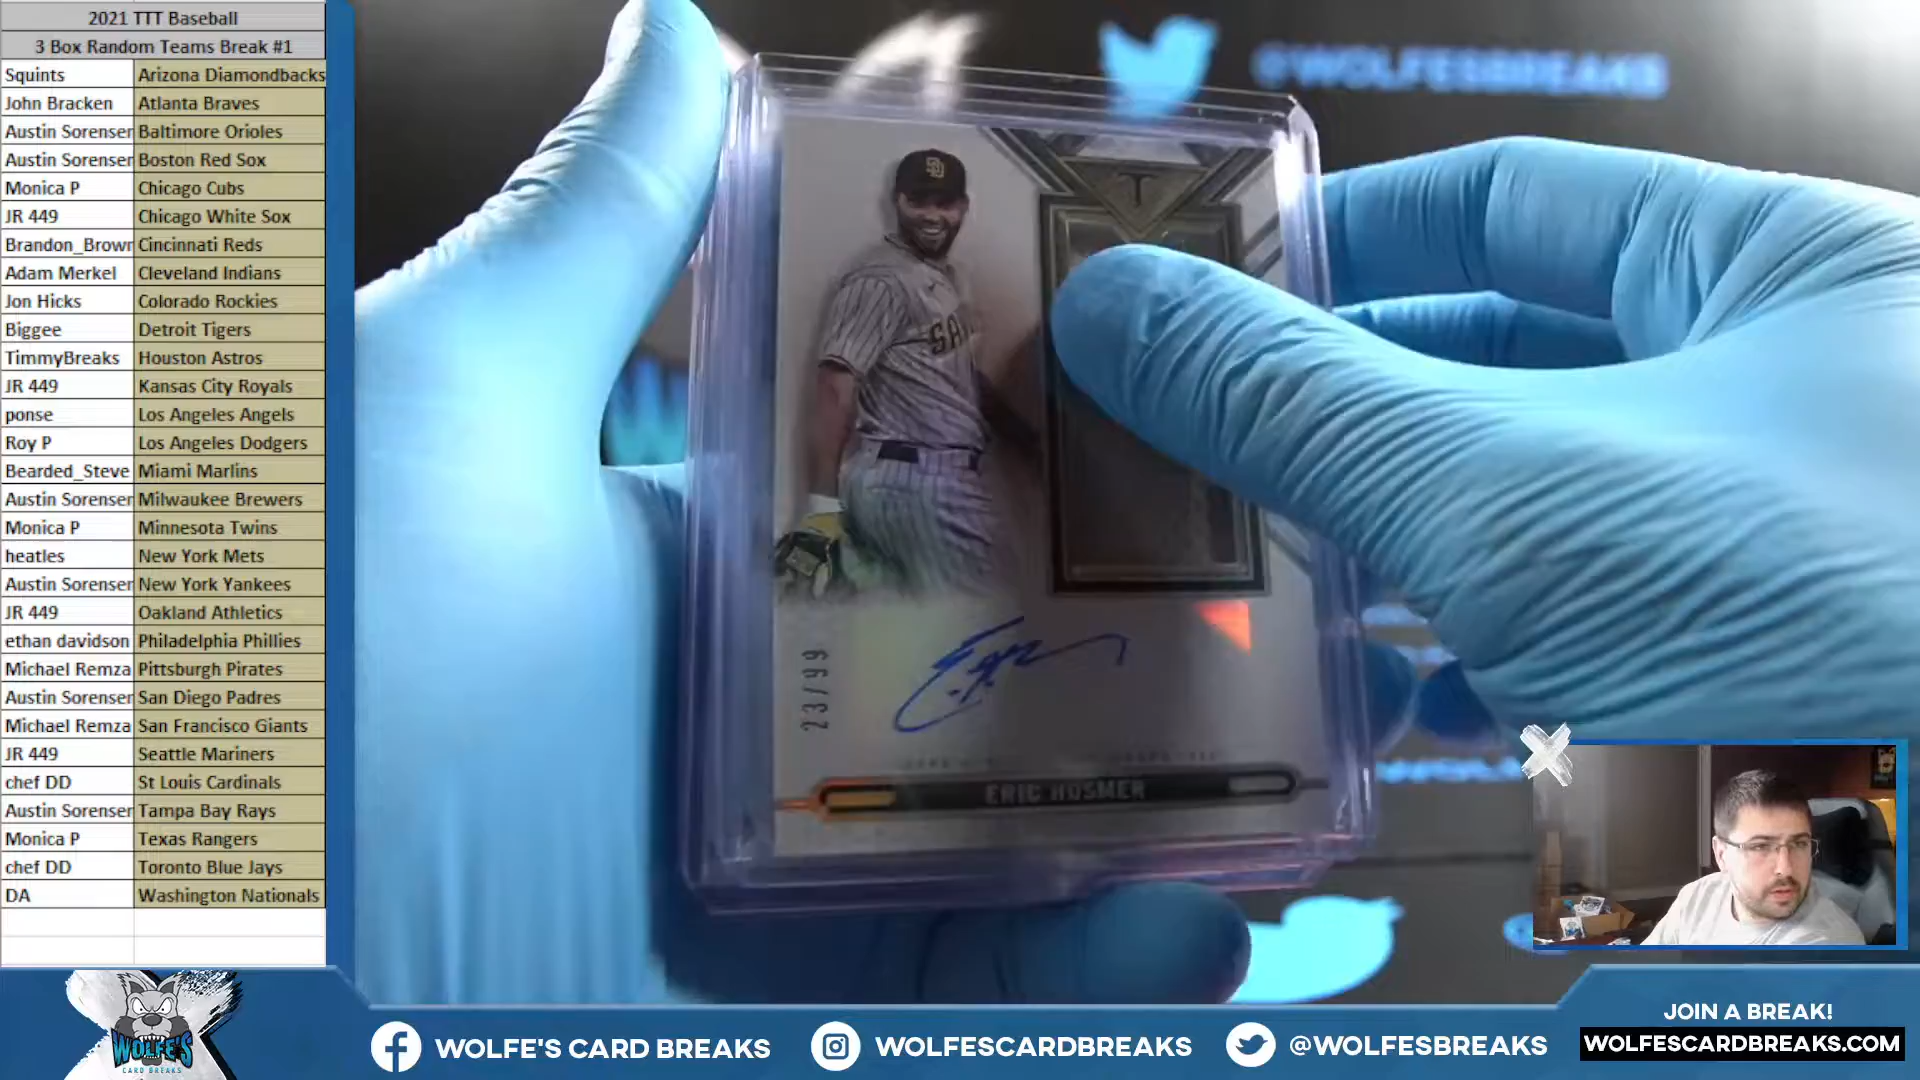 2021 TTT Baseball
3 Box Random Teams Break #1
Squints Arizona Diamondbacks
John Bracken Atlanta Braves
Austin Sorenser Baltimore Orioles
Austin Sorenser Boston Red Sox
Monica P Chicago Cubs
JR 449 Chicago White Sox
Brandon_Brown Cincinnati Reds
Adam Merkel Cleveland Indians
Jon Hicks Colorado Rockies
Biggee Detroit Tigers
TimmyBreaks Houston Astros
JR 449 Kansas City Royals
ponse Los Angeles Angels
Roy P Los Angeles Dodgers
Bearded_Steve Miami Marlins
Austin Sorenser Milwaukee Brewers
Monica P Minnesota Twins
heatles New York Mets
Austin Sorenser New York Yankees
JR 449 Oakland Athletics
ethan davidson Philadelphia Phillies
Michael Remza Pittsburgh Pirates
Austin Sorenser San Diego Padres
Michael Remza San Francisco Giants
JR 449 Seattle Mariners
chef DD St Louis Cardinals
Austin Sorenser Tampa Bay Rays
Monica P Texas Rangers
chef DD Toronto Blue Jays
DA Washington Nationals
@WOLFESBREAKS
SD
T
SA
23/99
ERIC HOSMER
WOLFE'S
CARD BREAKS
WOLFE'S CARD BREAKS
WOLFESCARDBREAKS
@WOLFESBREAKS
JOIN A BREAK!
WOLFESCARDBREAKS.COM